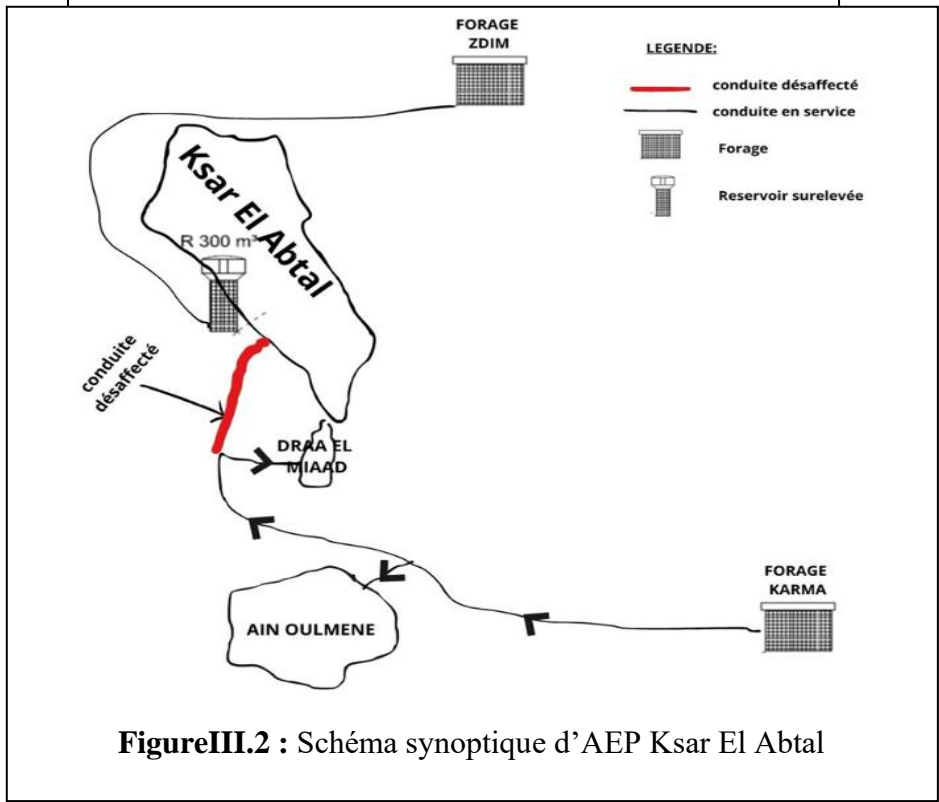 FORAGE
ZDIM
LEGENDE:
conduite désaffecté
conduite en service
Forage
Reservoir surelevée
Ksar El Abtal
R 300 m³
conduite
désaffecté
DRAA EL
MIAAD
FORAGE
KARMA
AIN OULMENE
FigureIII.2 : Schéma synoptique d’AEP Ksar El Abtal